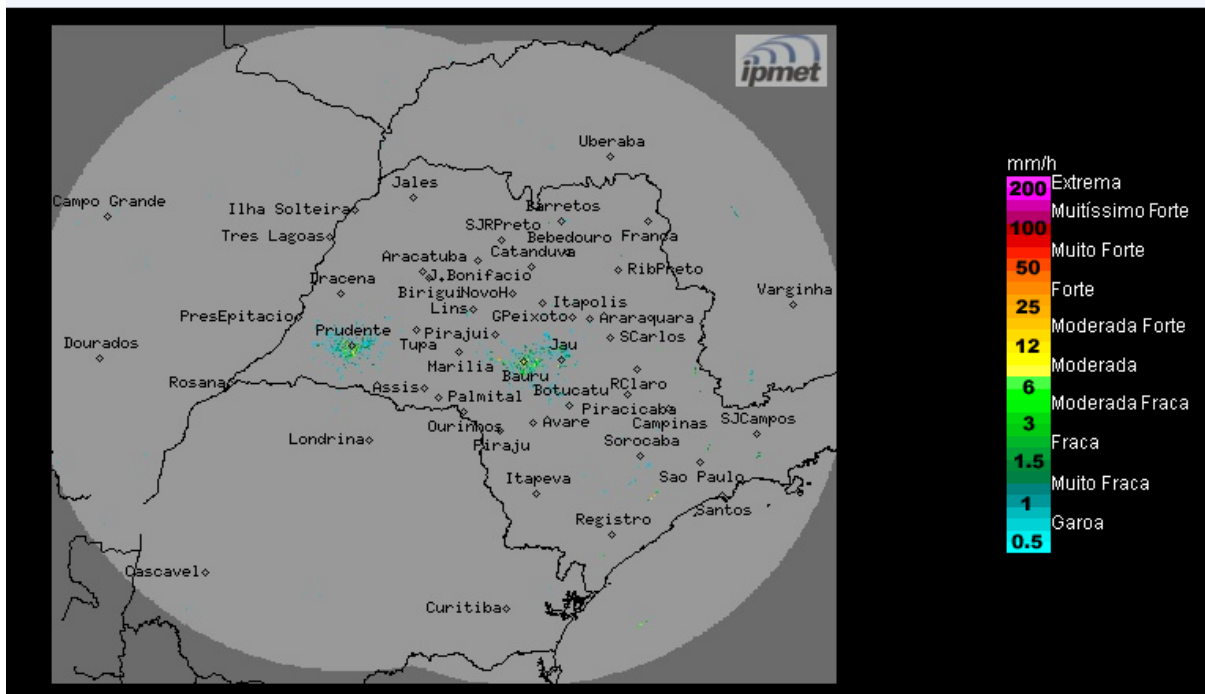 ipmet
Uberaba
Jales
Campo Grande
Ilha Solteira
Barretos
SJRPreto
Tres Lagoas
Bebedouro
Franca
Aracatuba
Catanduva
Dracena
J.Bonifacio
RibPreto
Birigui
NovoH
Varginha
Lins
Itapolis
PresEpitacio
GPeixoto
Araraquara
Prudente
Pirajui
SCarlos
Dourados
Tupa
Jau
Marilia
Bauru
Rosana
Assis
Botucatu
RClaro
Palmital
Piracicaba
Ourinhos
Avare
Campinas
SJCampos
Londrina
Piraju
Sorocaba
Itapeva
Sao Paulo
Registro
Santos
Cascavel
Curitiba
mm/h
200 Extrema
Muitíssimo Forte
100
Muito Forte
50
Forte
25
Moderada Forte
12
Moderada
6
Moderada Fraca
3
Fraca
1.5
Muito Fraca
1
Garoa
0.5